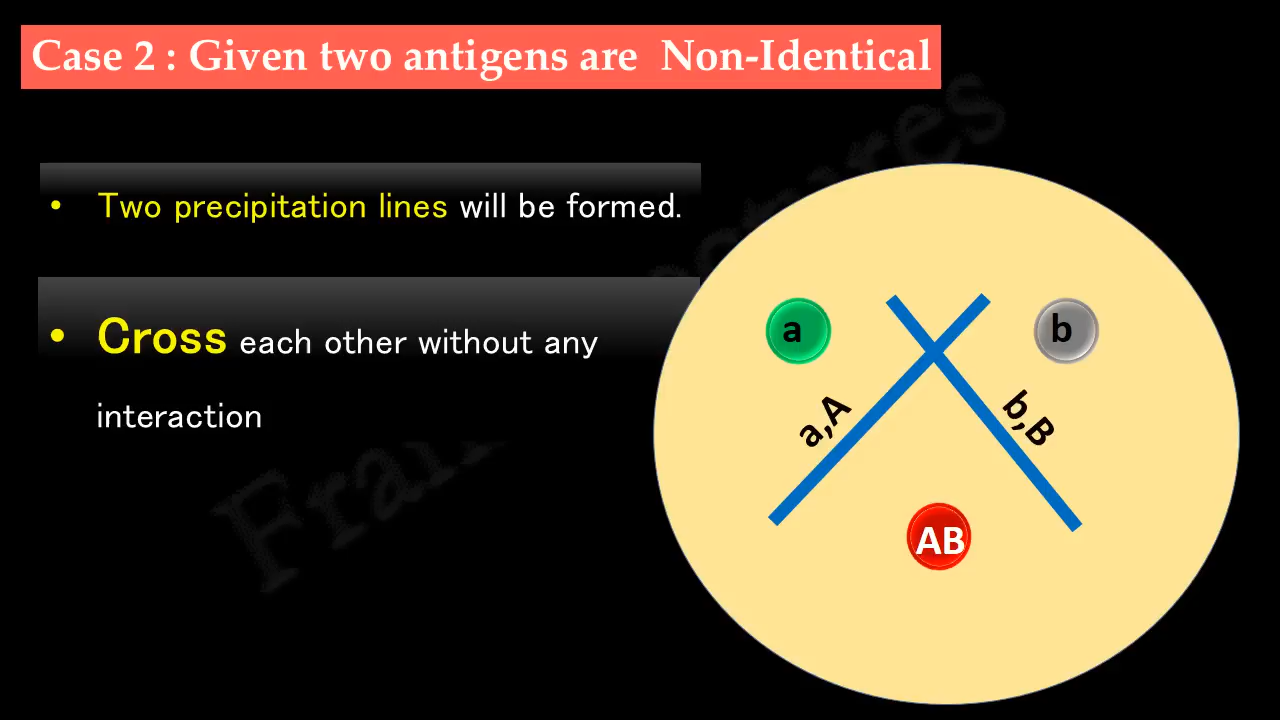 Case 2 : Given two antigens are Non-Identical
• Two precipitation lines will be formed.
• Cross each other without any
interaction
a
b
a,A
b,B
AB